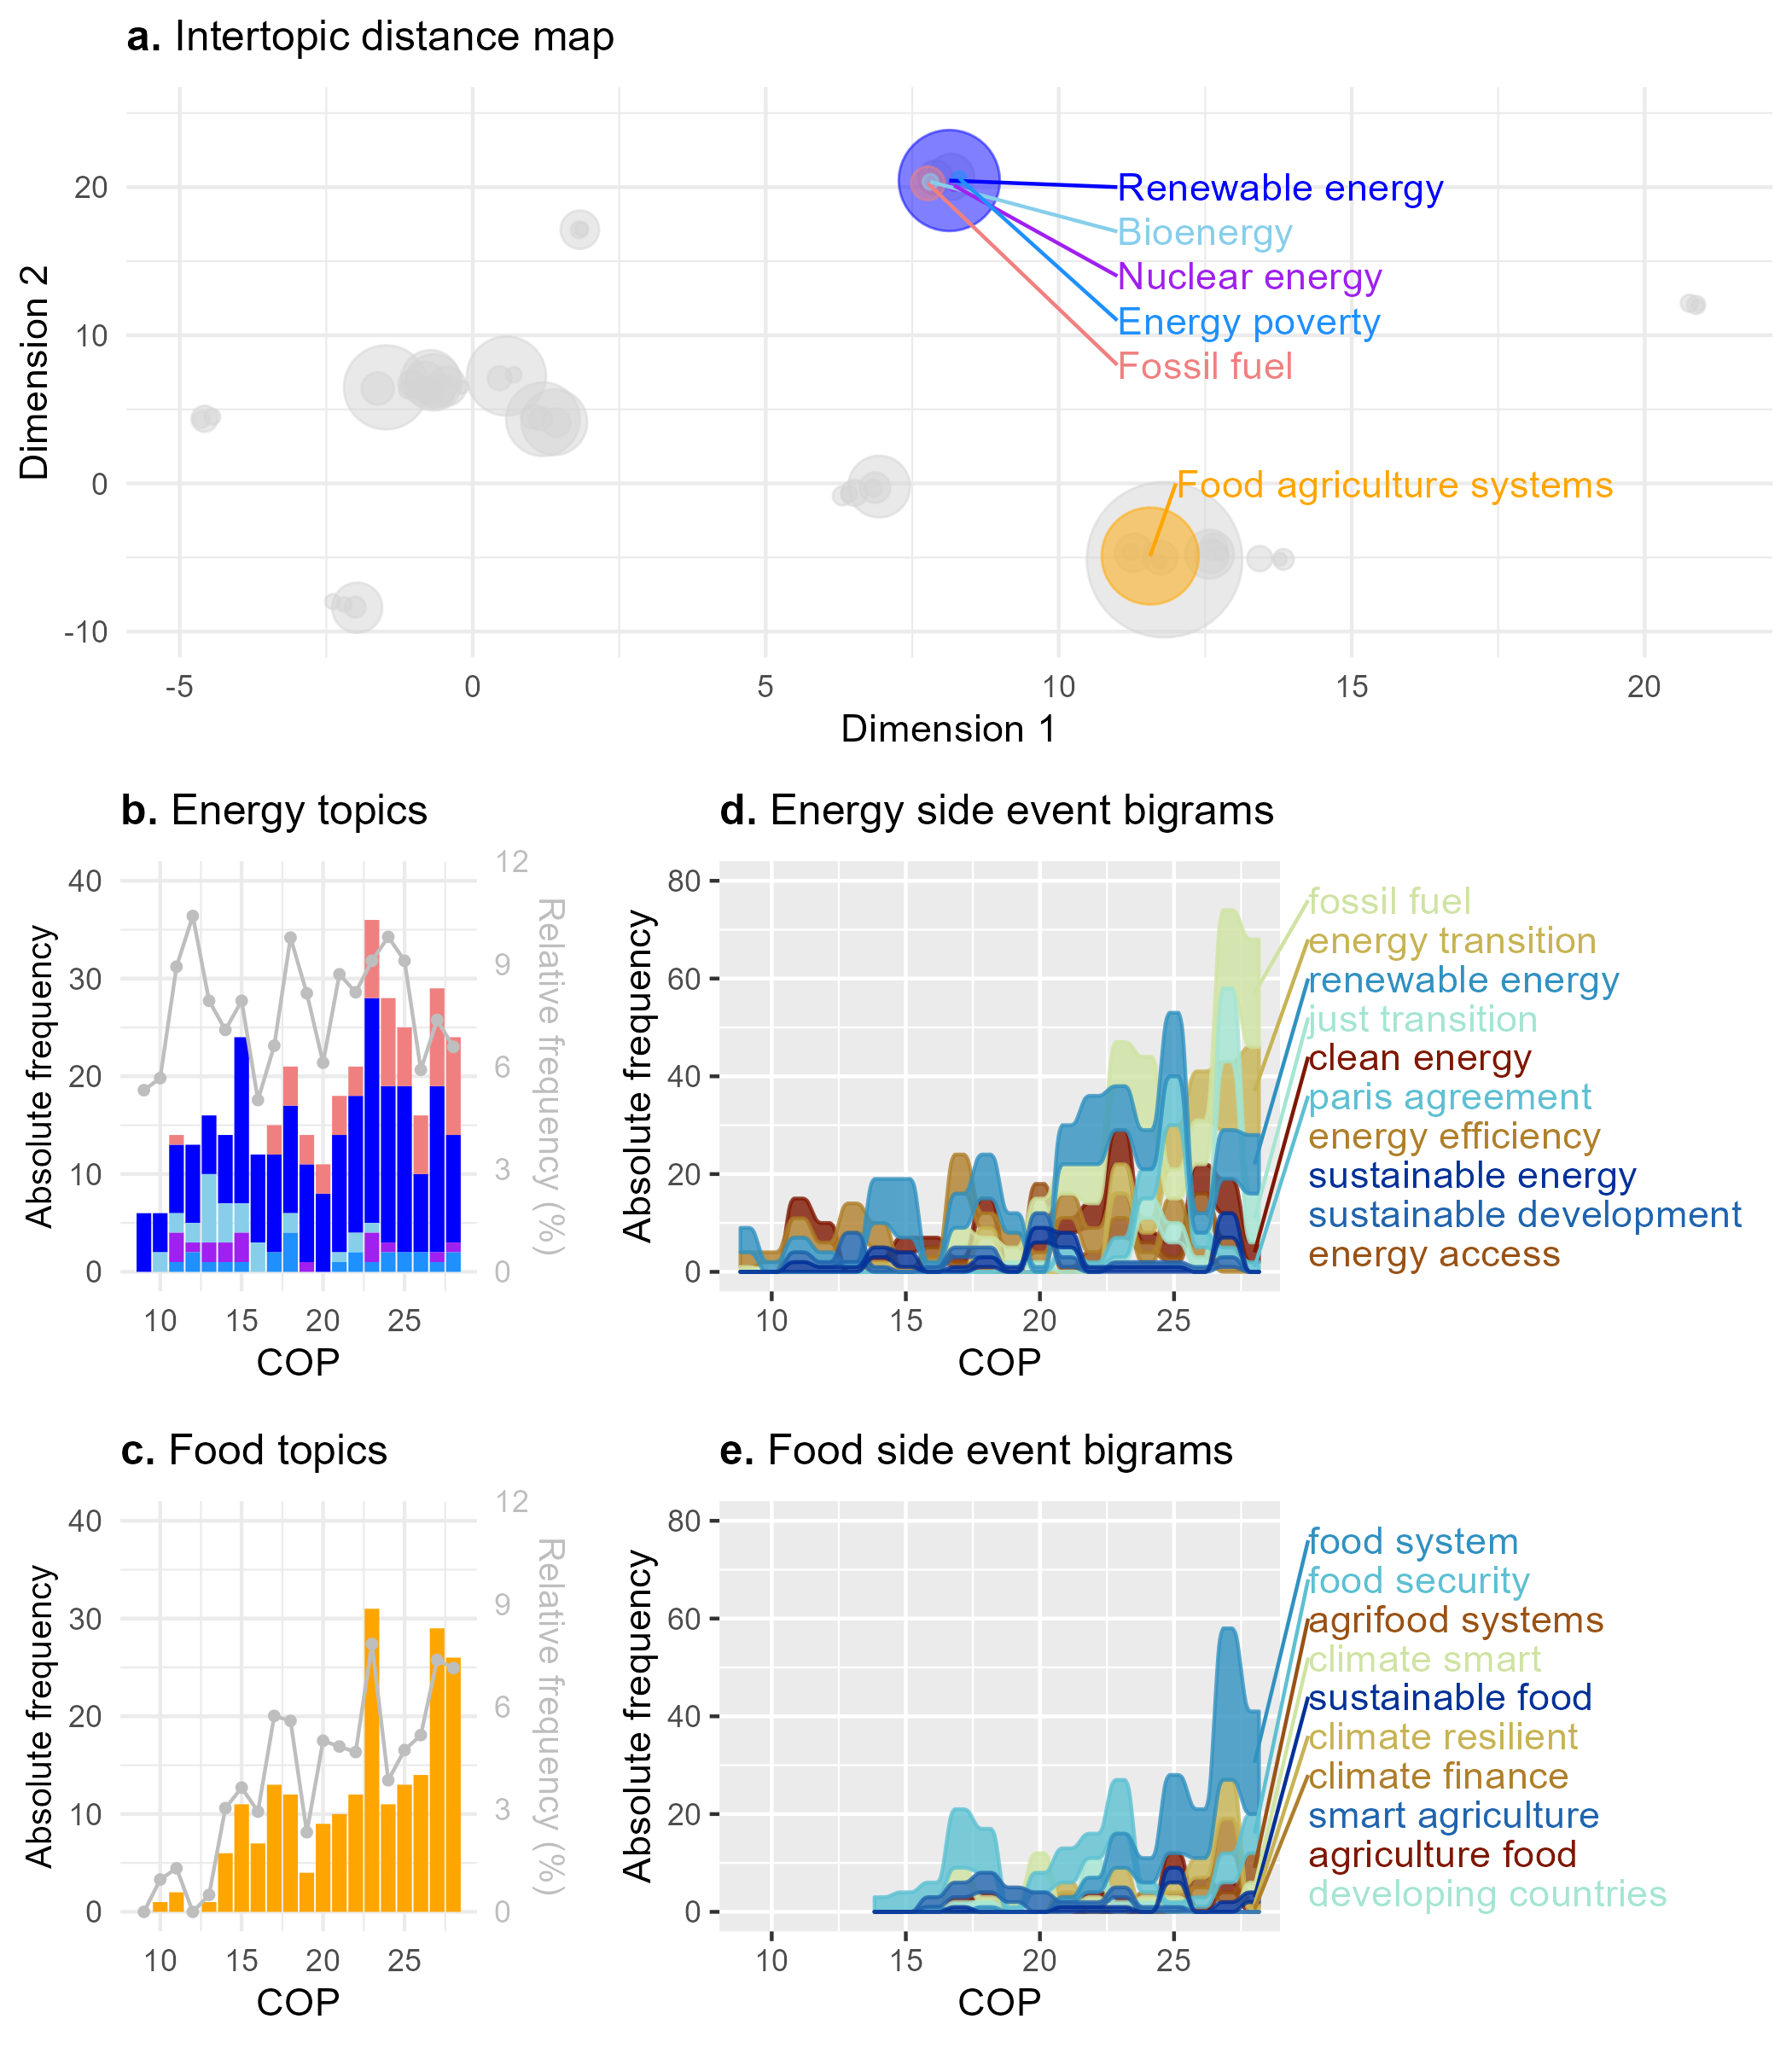 a. Intertopic distance map
Dimension 2
20
10
0
-10
Renewable energy
Bioenergy
Nuclear energy
Energy poverty
Fossil fuel
Food agriculture systems
-5
0
5
10
15
20
Dimension 1
b. Energy topics
Absolute frequency
40
30
20
10
0
12
9
6
3
0
Relative frequency (%)
10
15
20
25
COP
d. Energy side event bigrams
Absolute frequency
80
60
40
20
0
10
15
20
25
COP
fossil fuel
energy transition
renewable energy
just transition
clean energy
paris agreement
energy efficiency
sustainable energy
sustainable development
energy access
c. Food topics
Absolute frequency
40
30
20
10
0
12
9
6
3
0
Relative frequency (%)
10
15
20
25
COP
e. Food side event bigrams
Absolute frequency
80
60
40
20
0
10
15
20
25
COP
food system
food security
agrifood systems
climate smart
sustainable food
climate resilient
climate finance
smart agriculture
agriculture food
developing countries